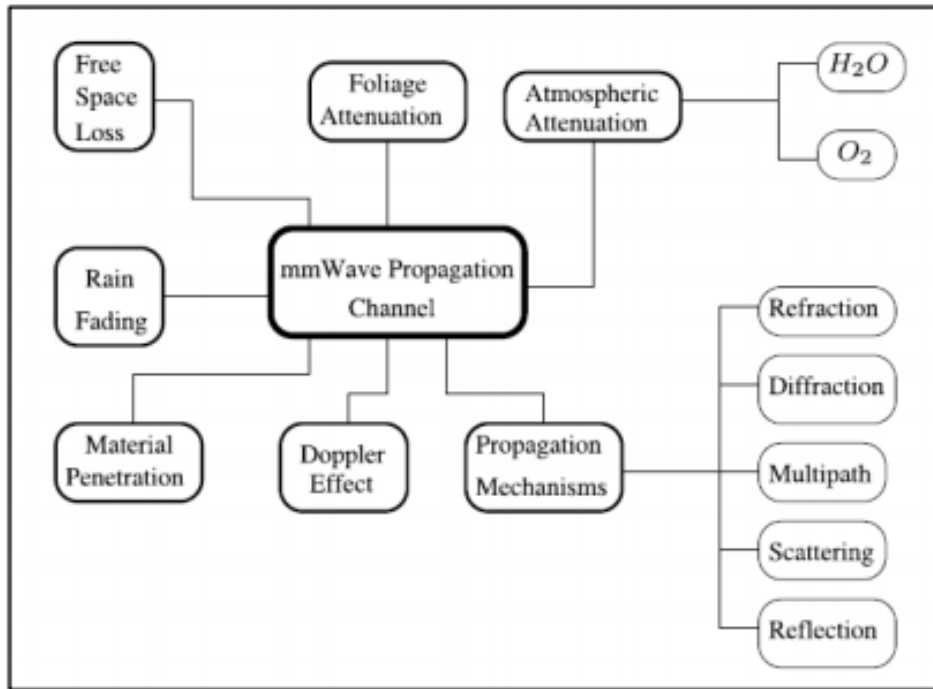 Free
Space
Loss
Foliage
Attenuation
Atmospheric
Attenuation
H₂O
O₂
mmWave Propagation
Channel
Rain
Fading
Material
Penetration
Doppler
Effect
Propagation
Mechanisms
Refraction
Diffraction
Multipath
Scattering
Reflection